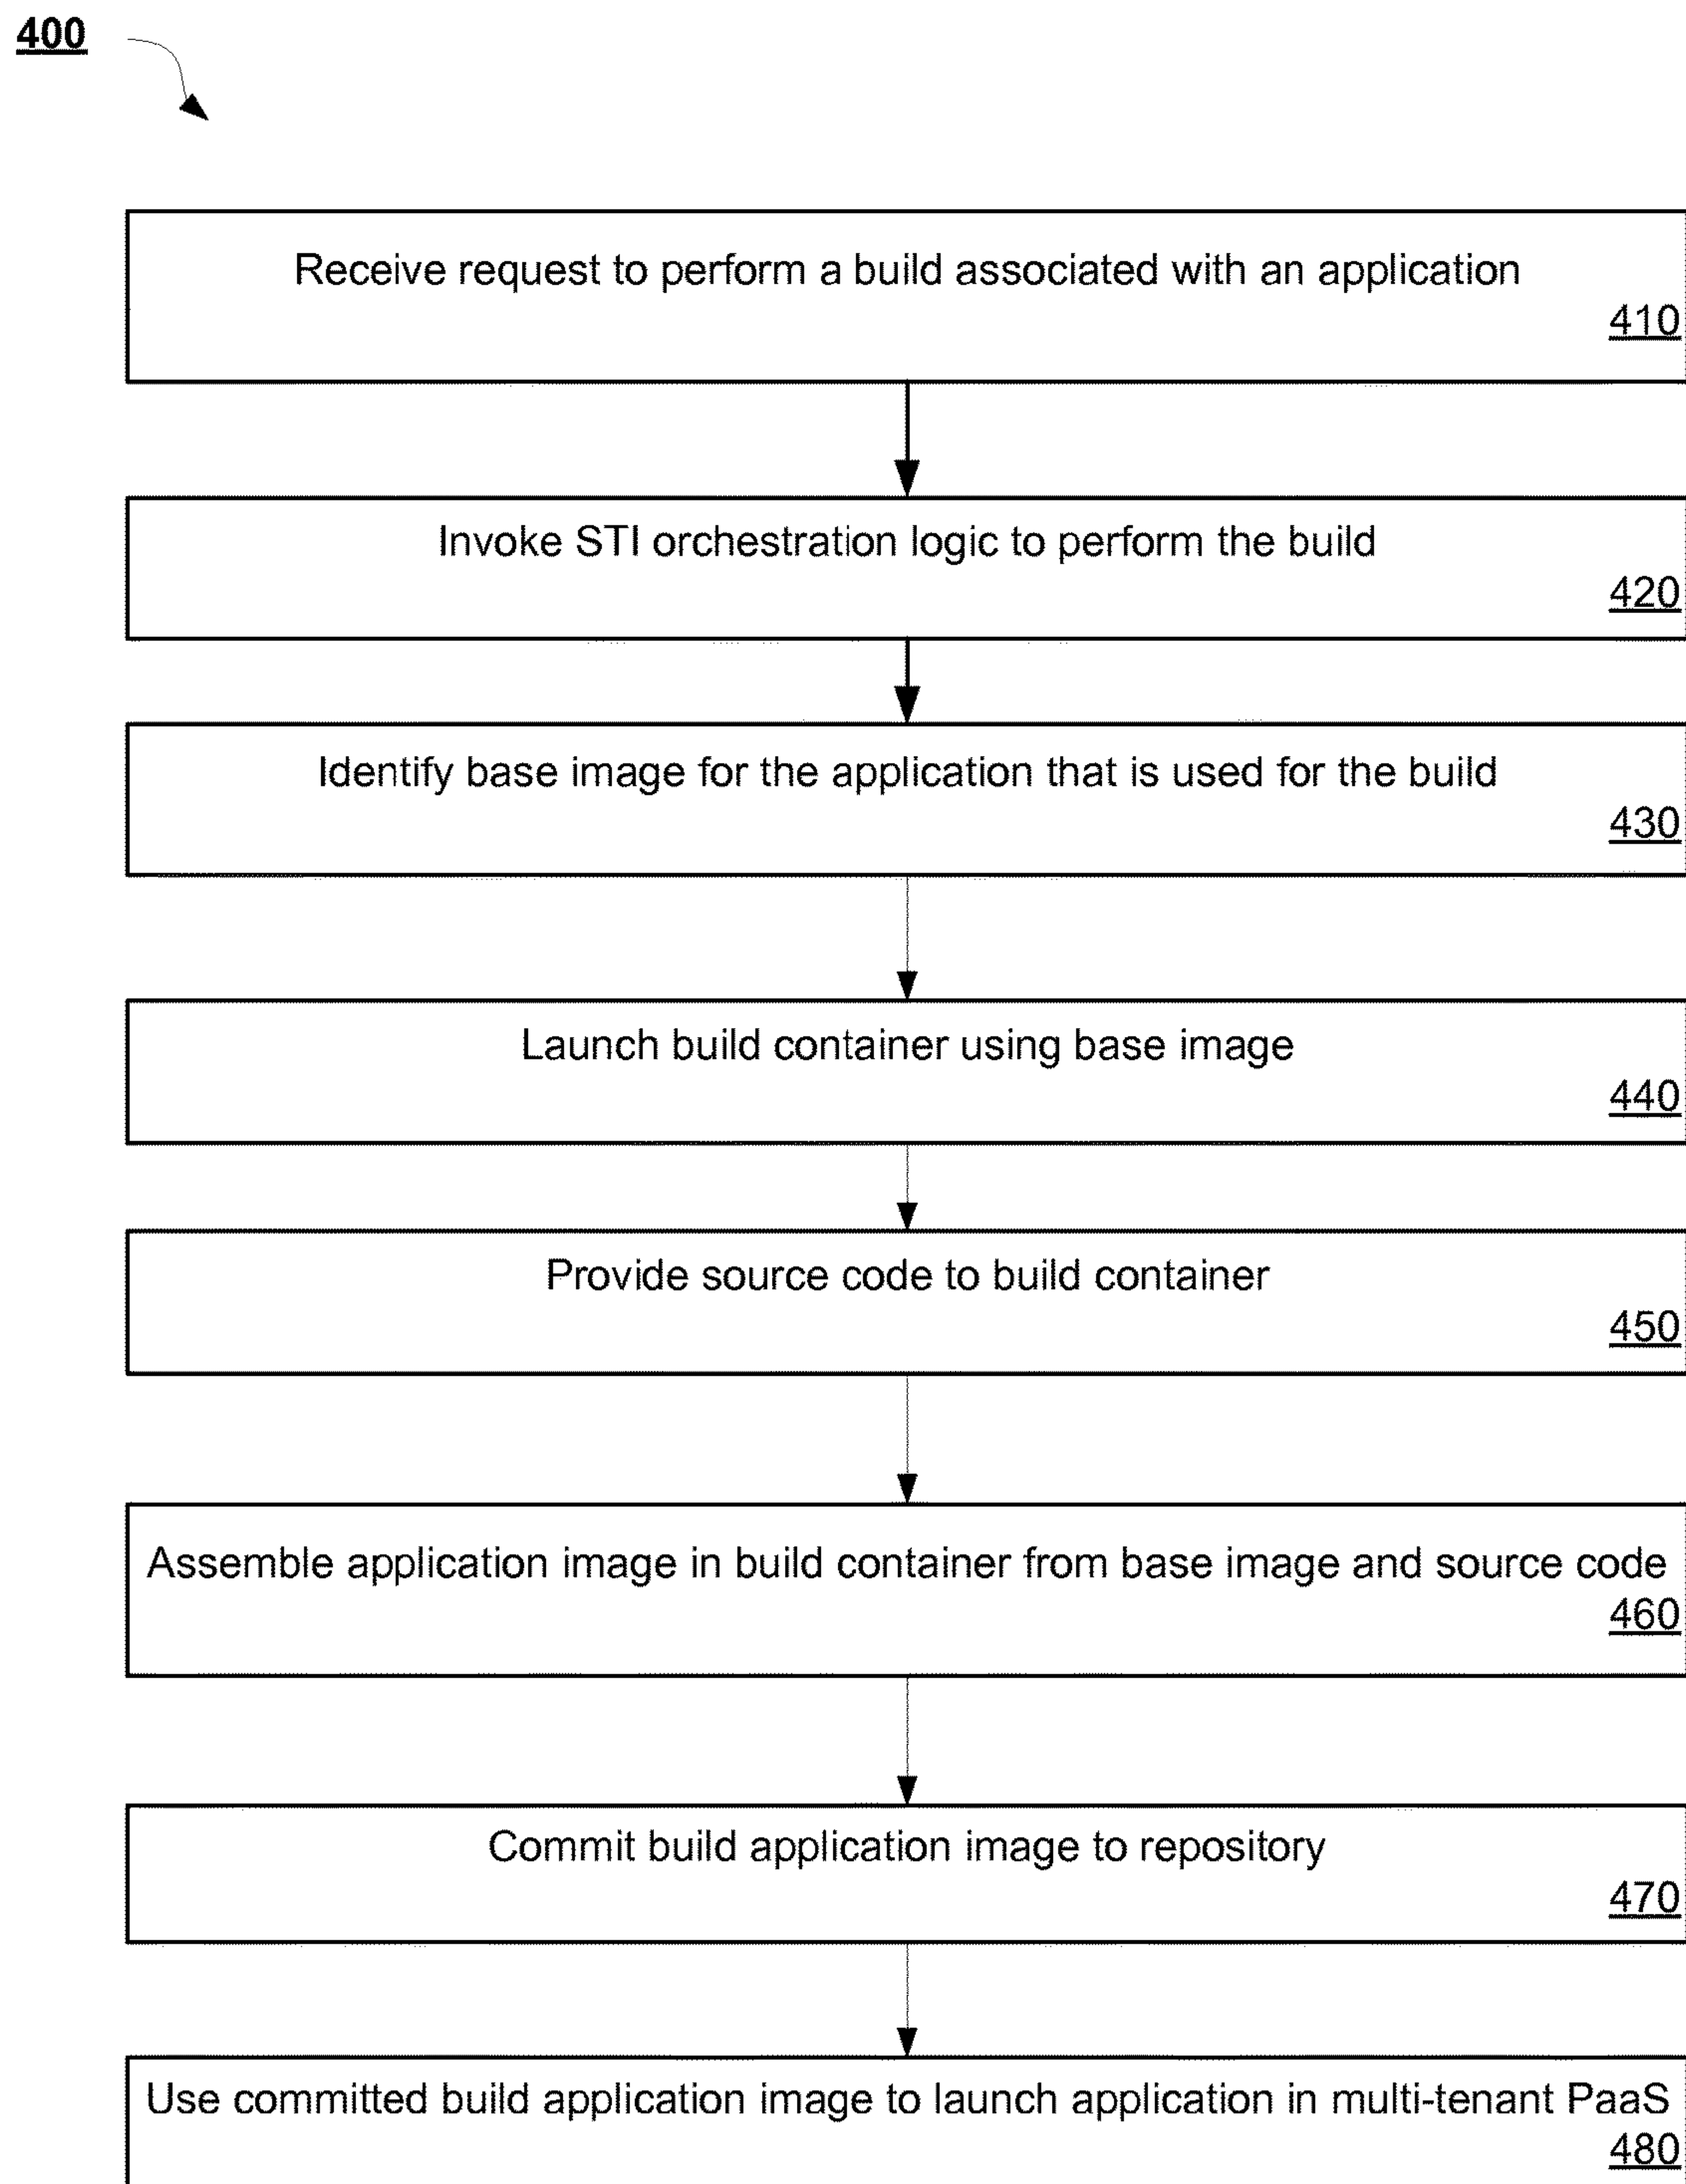 400
Receive request to perform a build associated with an application
410
Invoke STI orchestration logic to perform the build
420
Identify base image for the application that is used for the build
430
Launch build container using base image
440
Provide source code to build container
450
Assemble application image in build container from base image and source code
460
Commit build application image to repository
470
Use committed build application image to launch application in multi-tenant PaaS
480